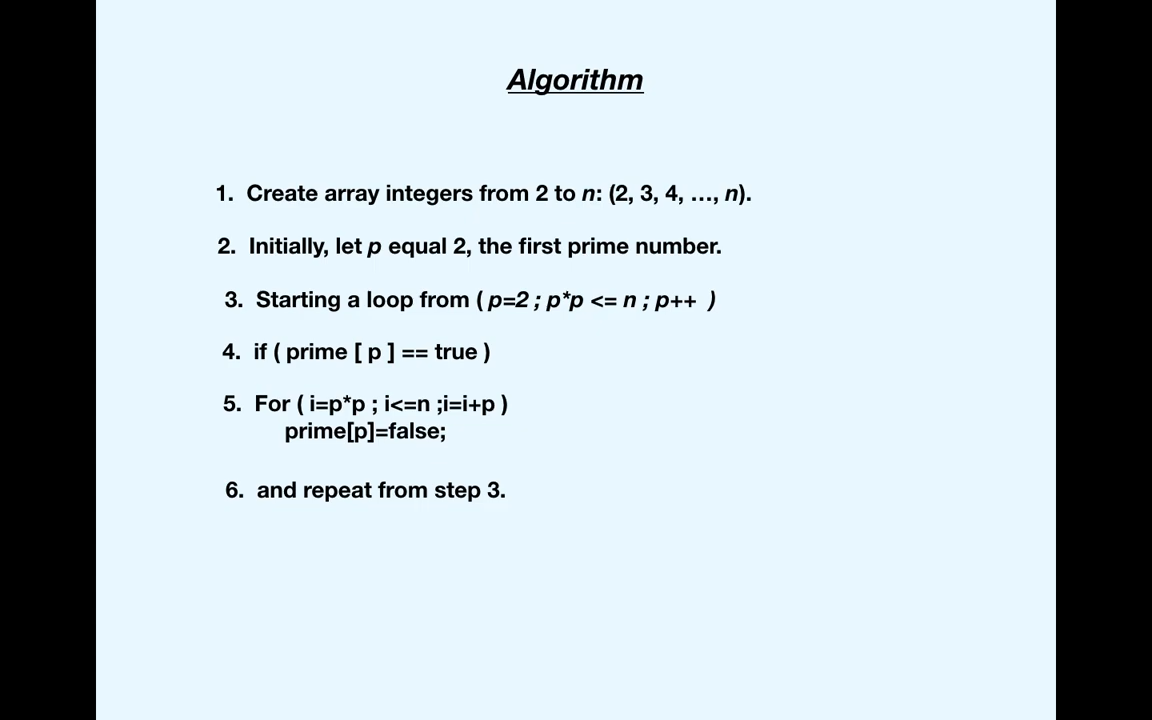 Algorithm
1. Create array integers from 2 to n: (2, 3, 4, …, n).
2. Initially, let p equal 2, the first prime number.
3. Starting a loop from ( p=2 ; p*p <= n ; p++ )
4. if ( prime [ p ] == true )
5. For ( i=p*p ; i<=n ;i=i+p )
prime[p]=false;
6. and repeat from step 3.